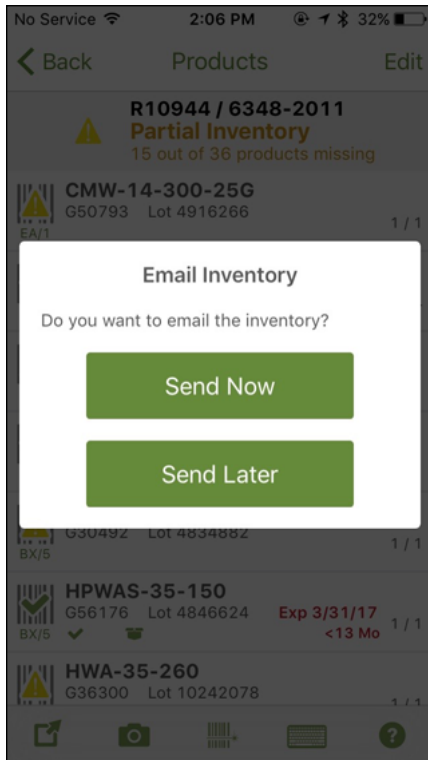 No Service 2:06 PM 32%
Back Products Edit
R10944 / 6348-2011
Partial Inventory
15 out of 36 products missing
CMW-14-300-25G
G50793 Lot 4916266
1 / 1
EA/1
Email Inventory
Do you want to email the inventory?
Send Now
Send Later
G30492 Lot 4834882
1 / 1
BX/5
HPWAS-35-150
G56176 Lot 4846624 Exp 3/31/17
1 / 1
BX/5 <13 Mo
HWA-35-260
G36300 Lot 10242078
1 / 1
?